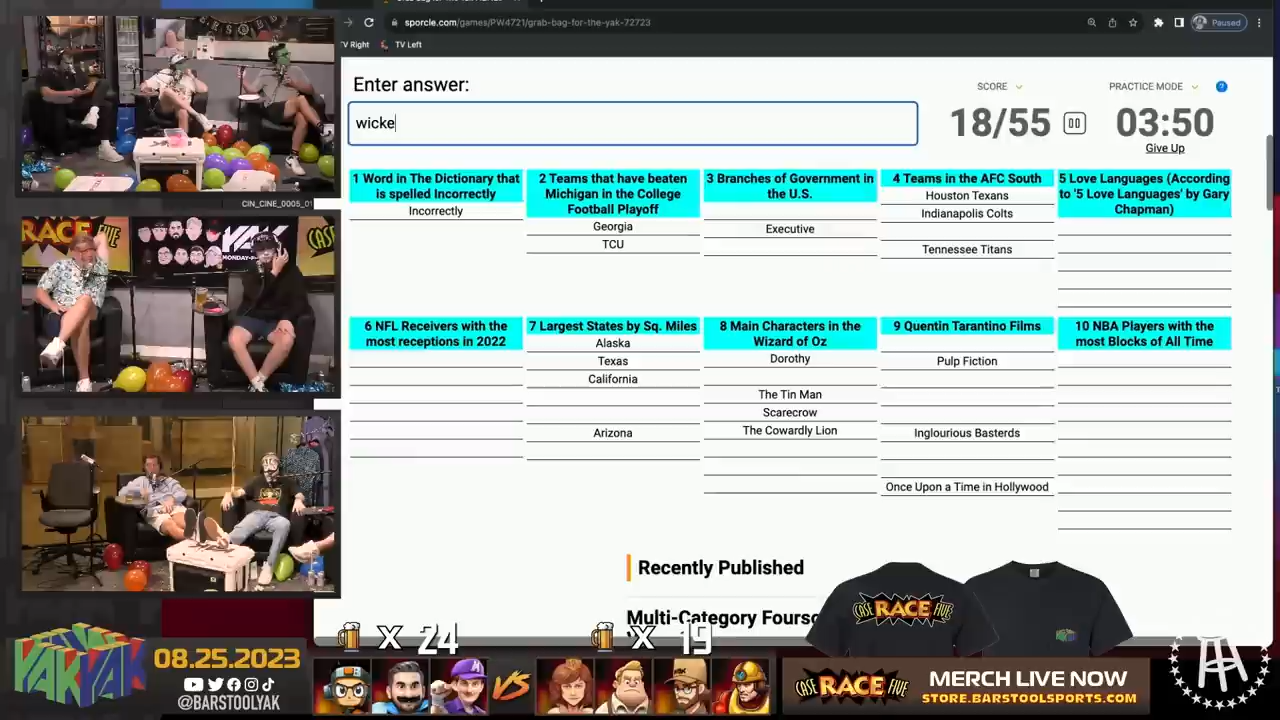 sporcle.com/games/PW4721/grab-bag-for-the-yak-72723
Paused
TV Right
TV Left
Enter answer:
wicke
SCORE
18/55
PRACTICE MODE
?
03:50
Give Up
1 Word in The Dictionary that
is spelled Incorrectly
Incorrectly
2 Teams that have beaten
Michigan in the College
Football Playoff
Georgia
TCU
3 Branches of Government in
the U.S.
Executive
4 Teams in the AFC South
Houston Texans
Indianapolis Colts
Tennessee Titans
5 Love Languages (According
to '5 Love Languages' by Gary
Chapman)
6 NFL Receivers with the
most receptions in 2022
7 Largest States by Sq. Miles
Alaska
Texas
California
Arizona
8 Main Characters in the
Wizard of Oz
Dorothy
The Tin Man
Scarecrow
The Cowardly Lion
9 Quentin Tarantino Films
Pulp Fiction
Inglourious Basterds
Once Upon a Time in Hollywood
10 NBA Players with the
most Blocks of All Time
Recently Published
CIN_CINE_0005_01
RACE FIVE
YAK
MONDAY-F
CASE
CASE RACE FIVE
X 24
X 19
YAK YAK
08.25.2023
@BARSTOOLYAK
VS
CASE RACE FIVE
MERCH LIVE NOW
STORE.BARSTOOLSPORTS.COM